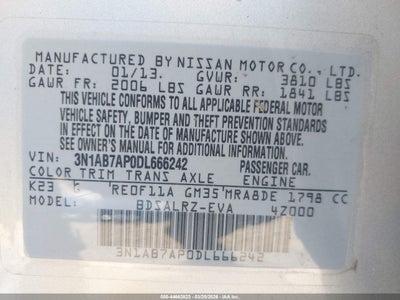 MANUFACTURED BY NISSAN MOTOR CO., LTD.
DATE: 01/13. GVWR: 3810 LBS
GAWR FR: 2006 LBS GAWR RR: 1841 LBS
THIS VEHICLE CONFORMS TO ALL APPLICABLE FEDERAL MOTOR
VEHICLE SAFETY, BUMPER, AND THEFT PREVENTION STANDARDS
IN EFFECT ON THE DATE OF MANUFACTURE SHOWN ABOVE.
SEE OWNER'S MANUAL FOR ADDITIONAL INFORMATION.
VIN: 3N1AB7AP0DL666242 PASSENGER CAR.
COLOR TRIM TRANS AXLE ENGINE
K23 RE0F11A GM35 MRA8DE 1798 CC
BDSALRZ-EVA 4Z000
3N1AB7AP0DL666242